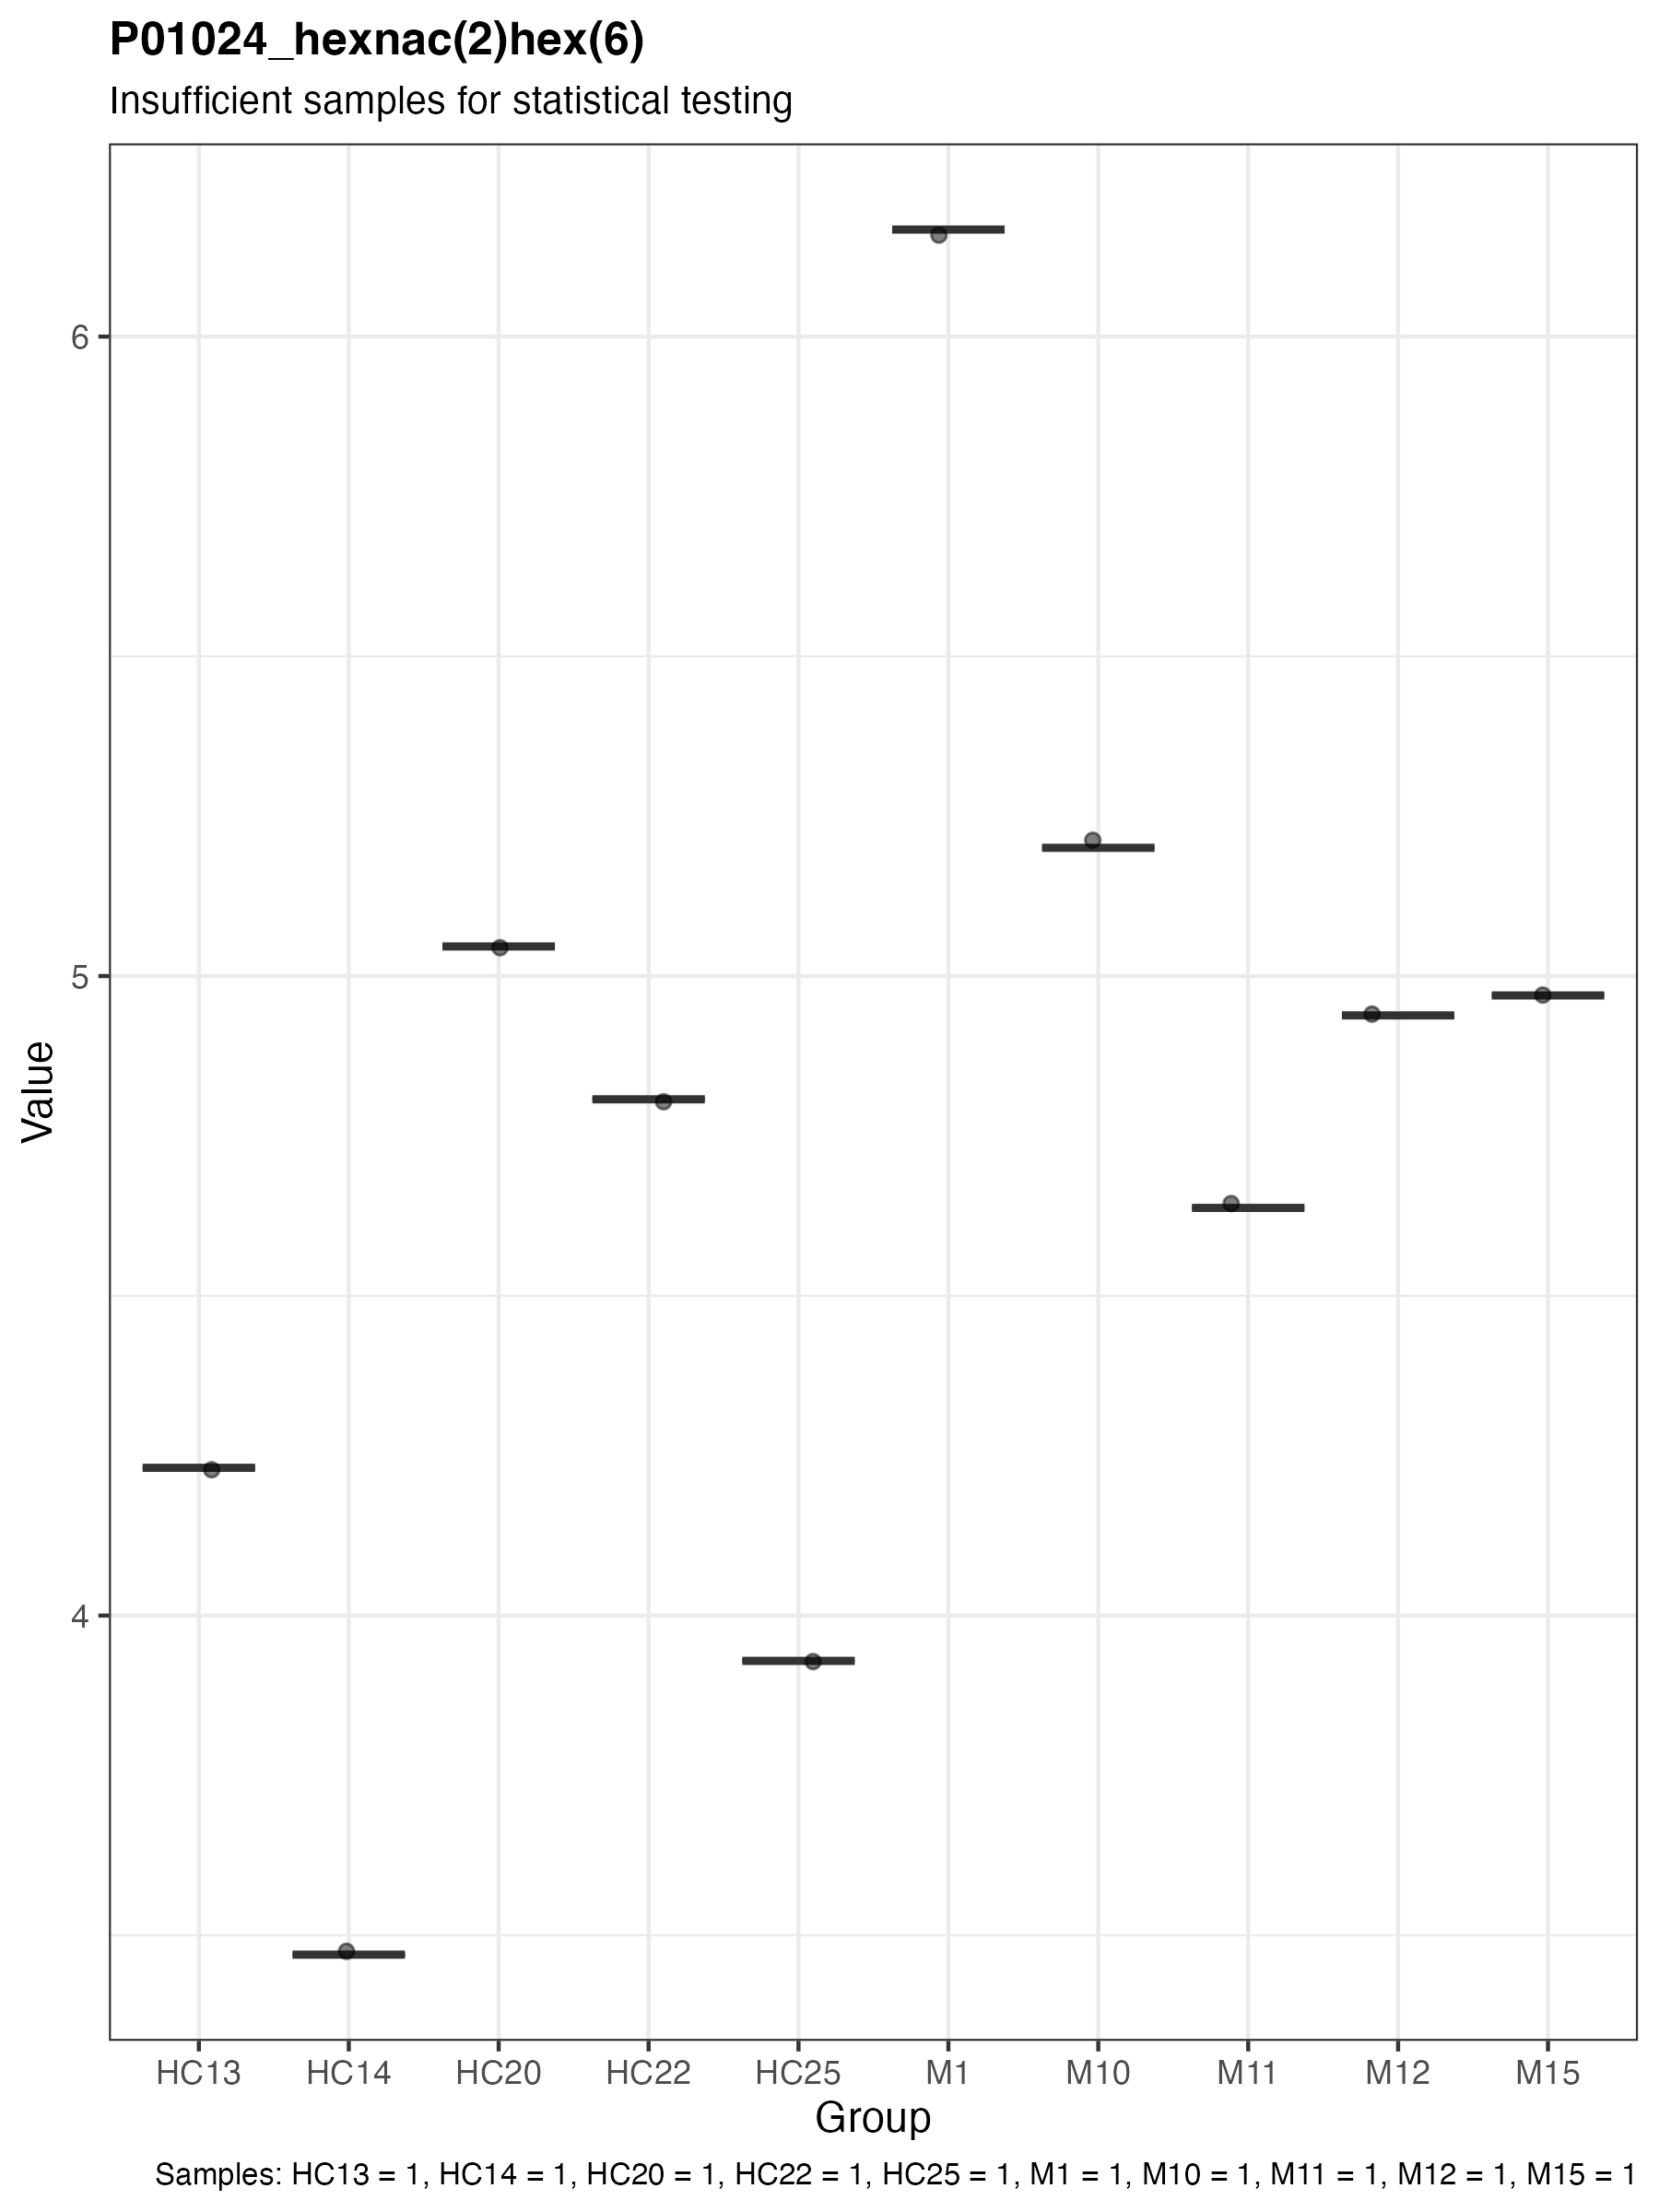 P01024_hexnac(2)hex(6)
Insufficient samples for statistical testing
6
5
4
Value
HC13 HC14 HC20 HC22 HC25 M1 M10 M11 M12 M15
Group
Samples: HC13 = 1, HC14 = 1, HC20 = 1, HC22 = 1, HC25 = 1, M1 = 1, M10 = 1, M11 = 1, M12 = 1, M15 = 1